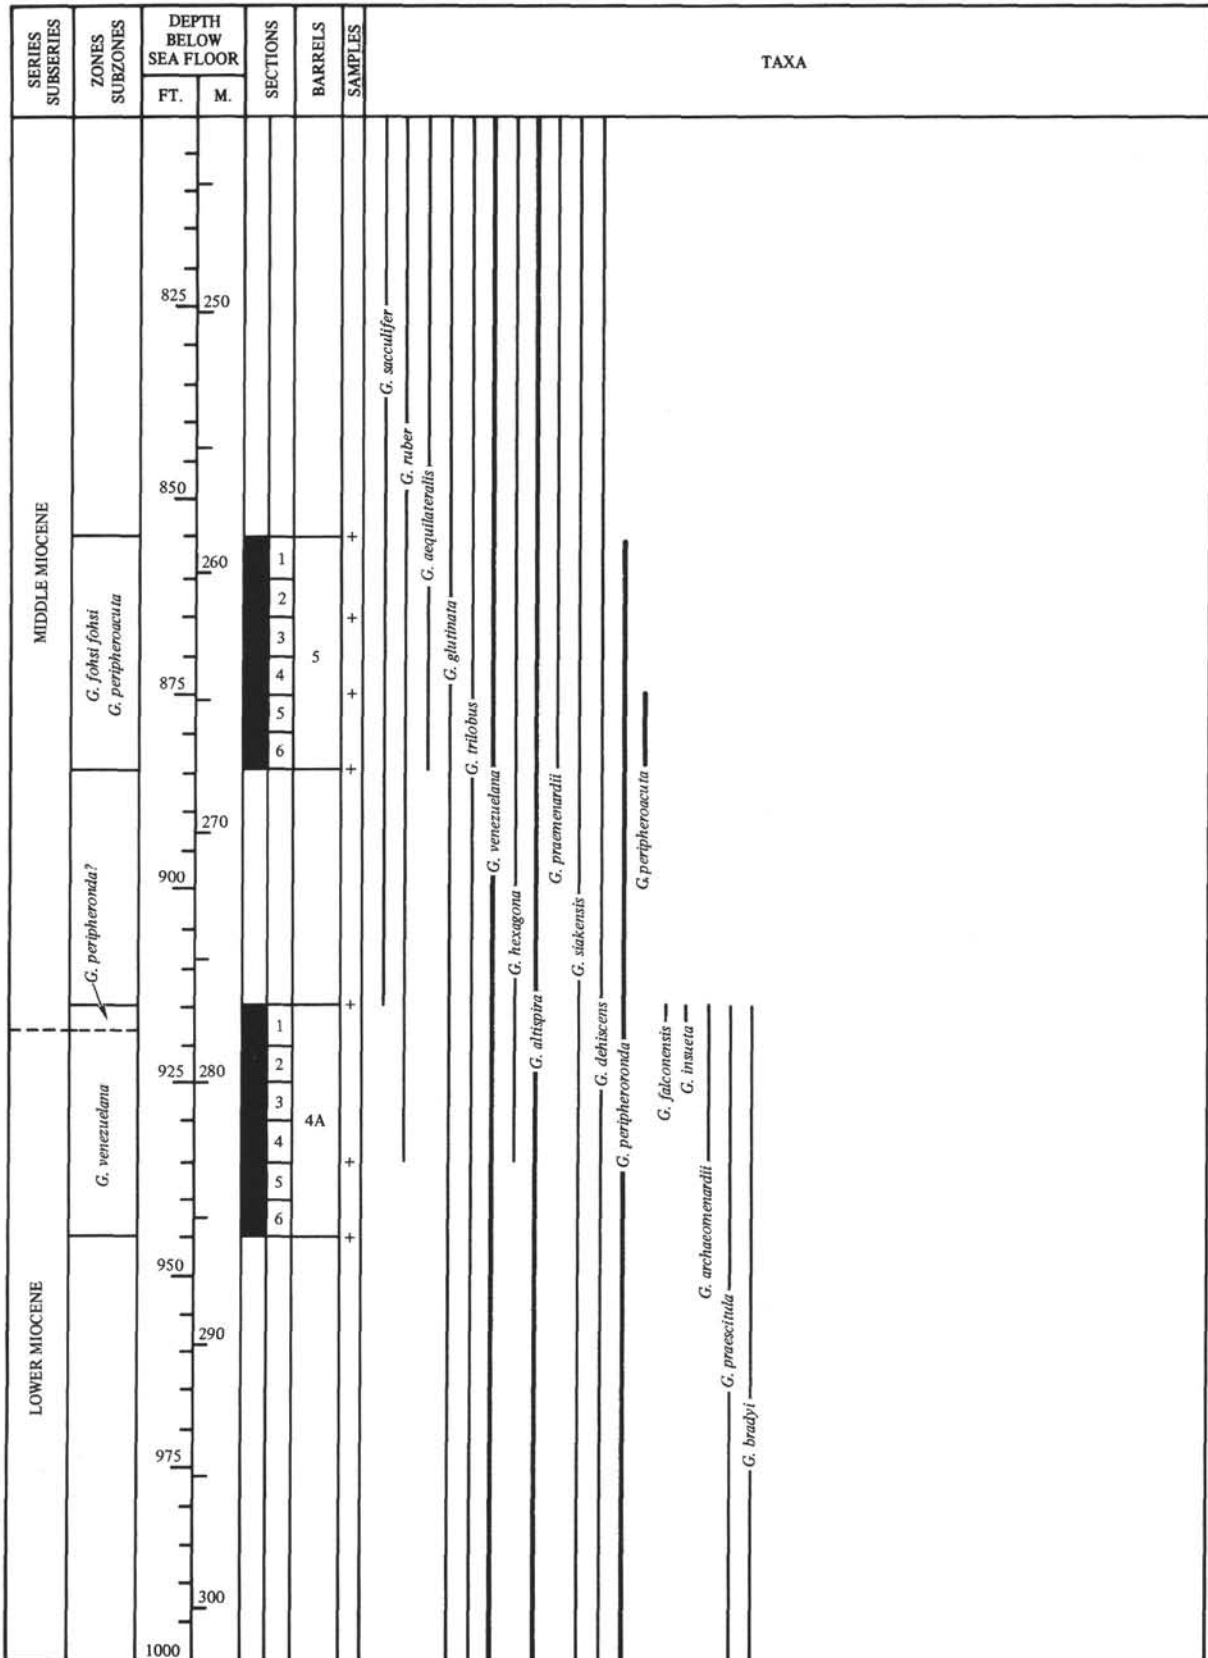 SERIES
SUBSERIES
ZONES
SUBZONES
DEPTH
BELOW
SEA FLOOR
FT.
M.
SECTIONS
BARRELS
SAMPLES
TAXA
MIDDLE MIOCENE
LOWER MIOCENE
G. fohsi fohsi
G. peripheroacuta
G. peripheronda?
G. venezuelana
825
850
875
900
925
950
975
1000
250
260
270
280
290
300
1
2
3
4
5
6
5
1
2
3
4
5
6
4A
+
+
+
+
+
+
+
G. sacculifer
G. ruber
G. aequilateralis
G. glutinata
G. trilobus
G. venezuelana
G. hexagona
G. altispira
G. praemenardii
G. siakensis
G. dehiscens
G. peripheroronda
G. peripheroacuta
G. falconensis
G. insueta
G. archaeomenardii
G. praescitula
G. bradyi